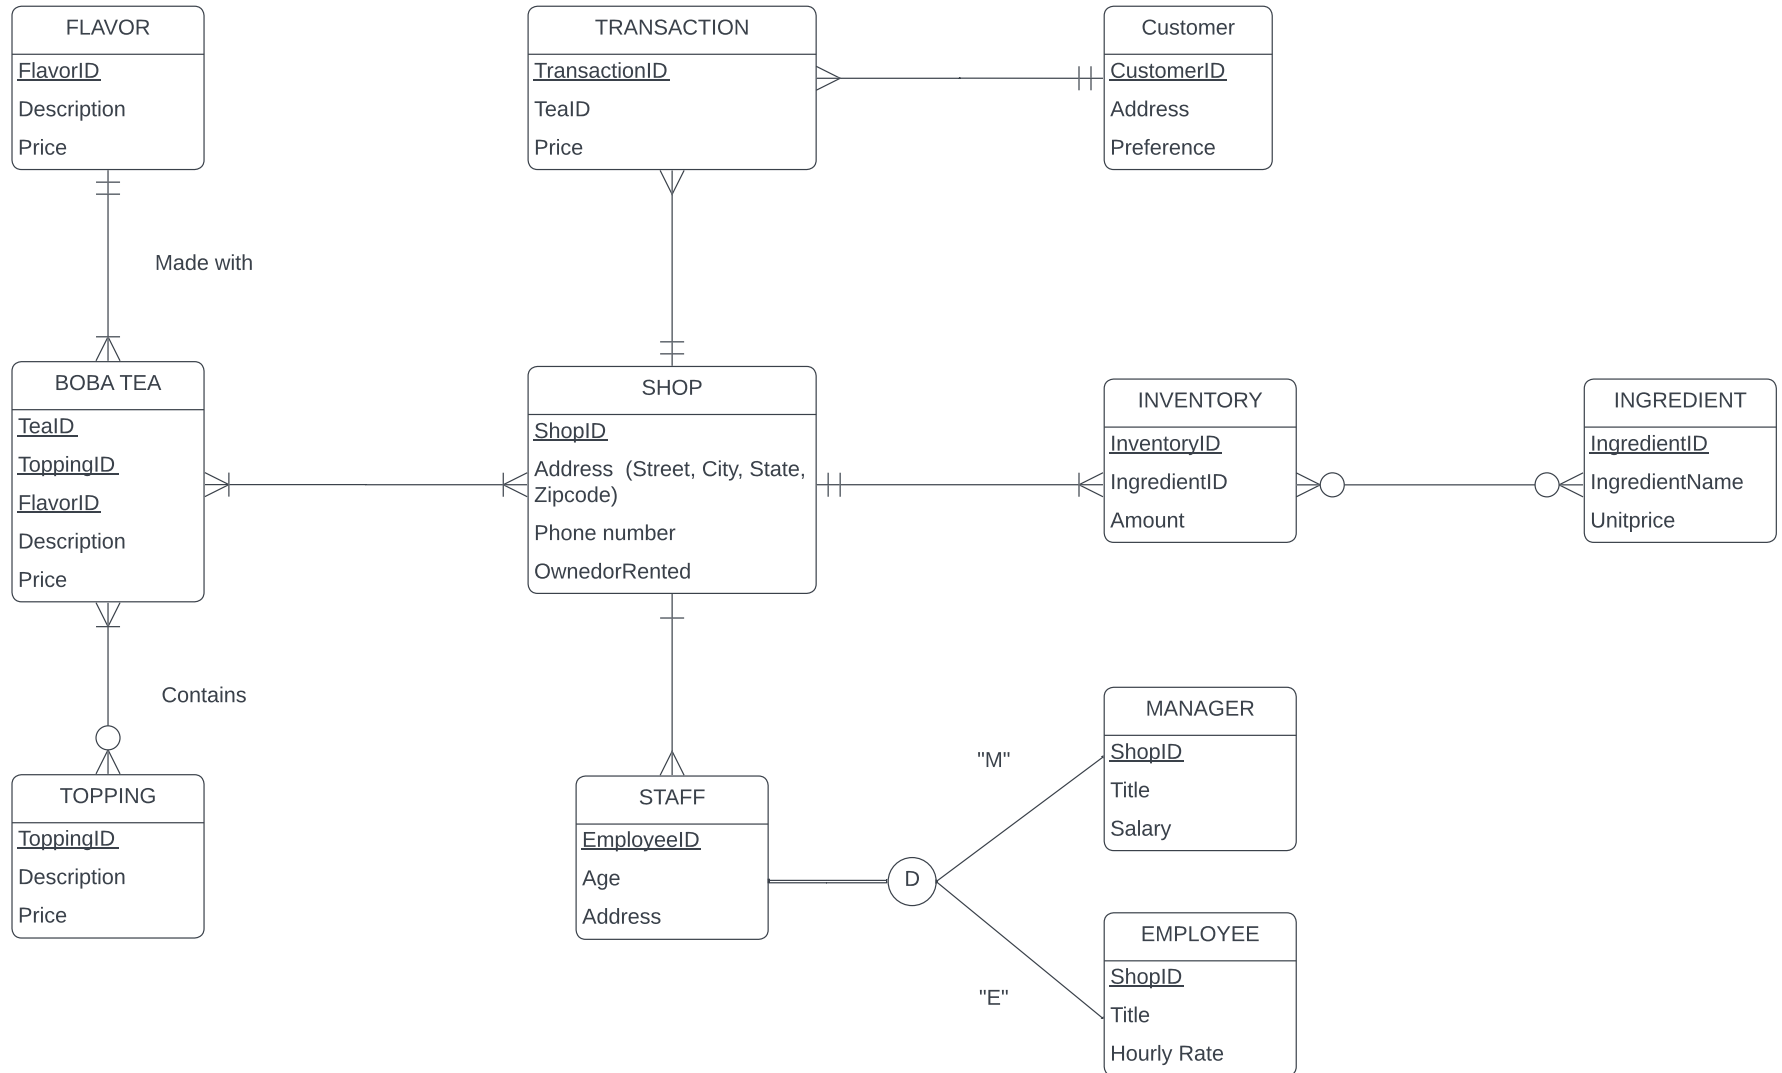 FLAVOR
FlavorID
Description
Price
TRANSACTION
TransactionID
TeaID
Price
Customer
CustomerID
Address
Preference
Made with
BOBA TEA
TeaID
ToppingID
FlavorID
Description
Price
SHOP
ShopID
Address  (Street, City, State,
Zipcode)
Phone number
OwnedorRented
INVENTORY
InventoryID
IngredientID
Amount
INGREDIENT
IngredientID
IngredientName
Unitprice
Contains
TOPPING
ToppingID
Description
Price
STAFF
EmployeeID
Age
Address
D
"M"
MANAGER
ShopID
Title
Salary
"E"
EMPLOYEE
ShopID
Title
Hourly Rate